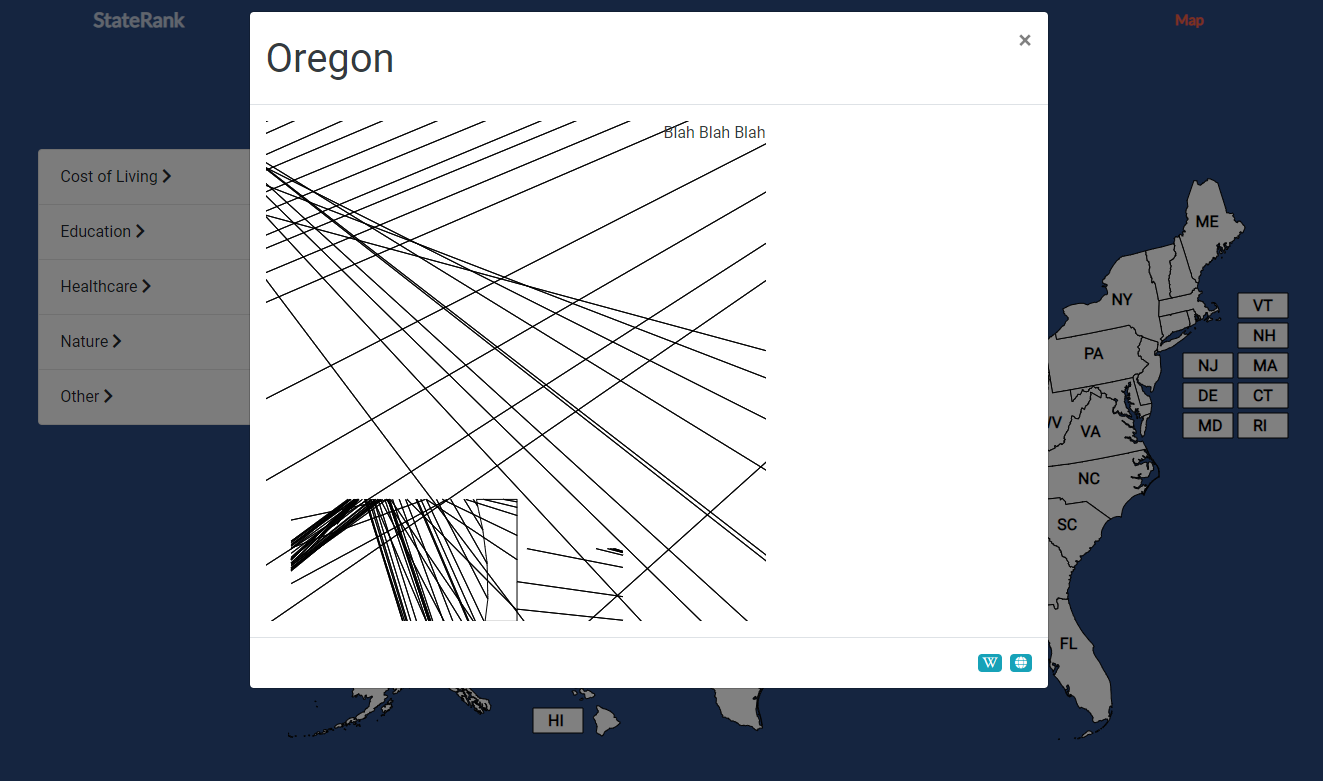 StateRank
Map
Oregon
×
Blah Blah Blah
Cost of Living
Education
Healthcare
Nature
Other
ME
NY
VT
NH
PA
NJ
MA
DE
CT
VA
MD
RI
NC
SC
FL
W
HI